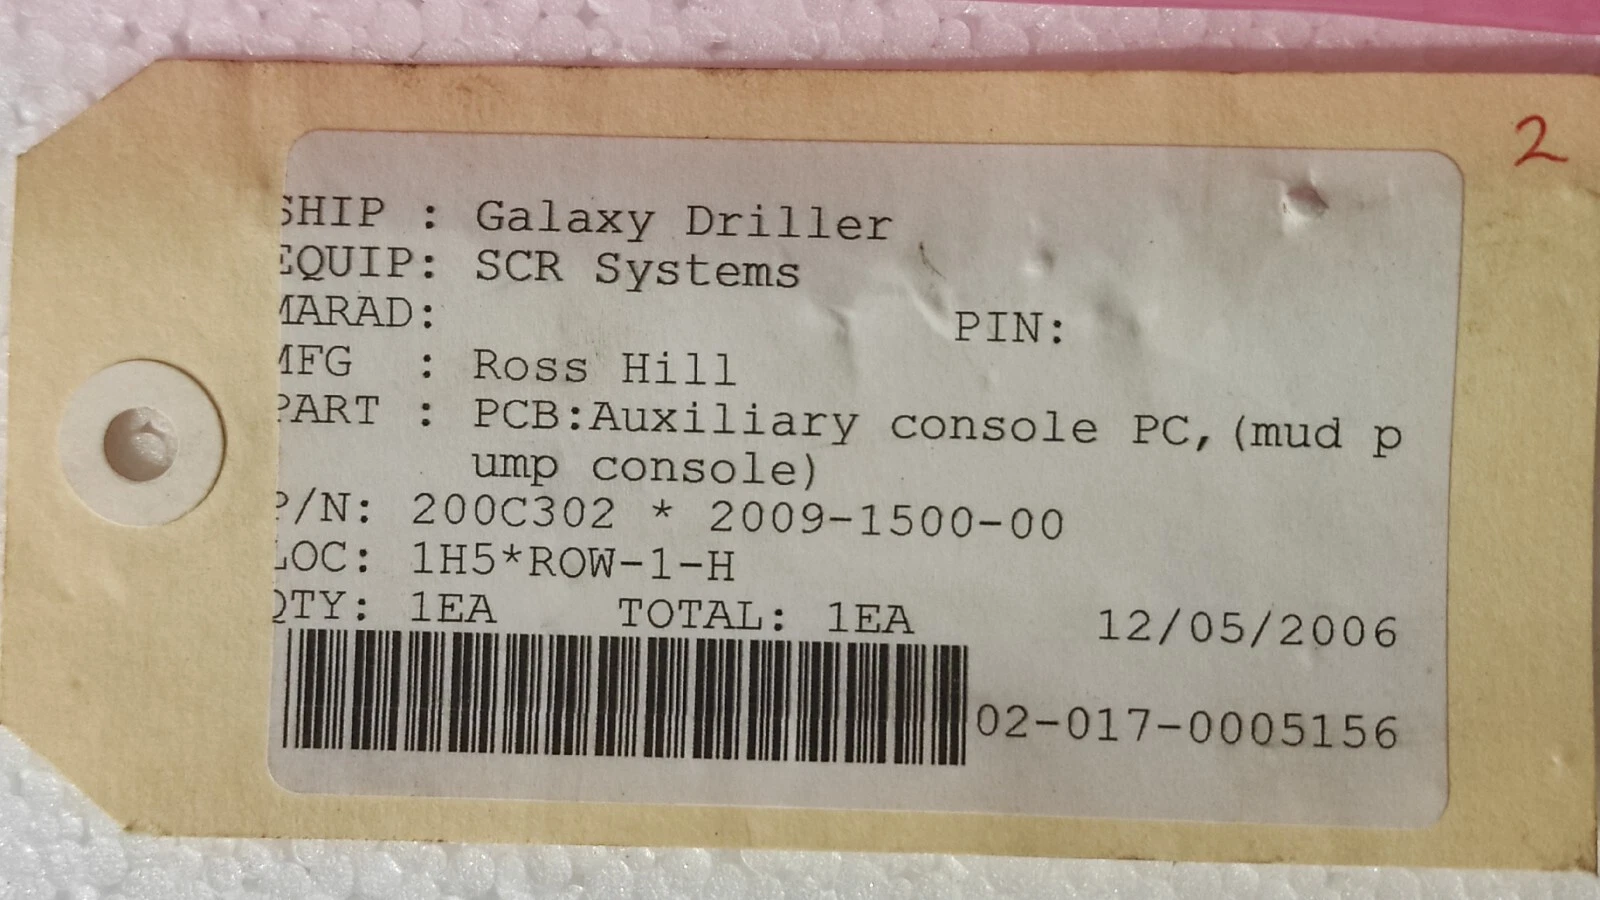 2
SHIP : Galaxy Driller
EQUIP: SCR Systems
MARAD: PIN:
MFG : Ross Hill
PART : PCB:Auxiliary console PC,(mud p
ump console)
P/N: 200C302 * 2009-1500-00
LOC: 1H5*ROW-1-H
QTY: 1EA TOTAL: 1EA 12/05/2006
02-017-0005156